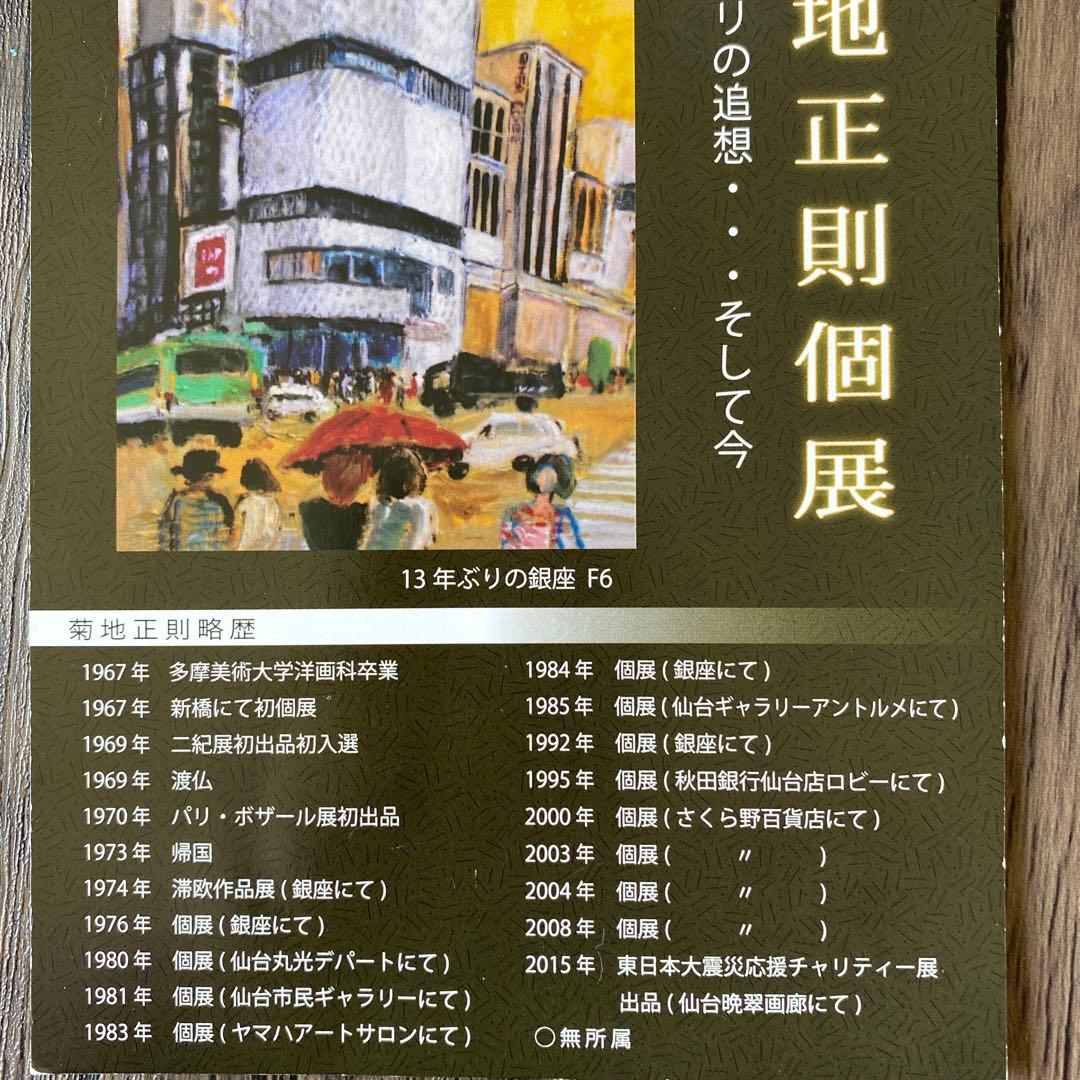 地正則個展
リの追想・・・そして今
13年ぶりの銀座 F6
菊地正則略歴
1967年 多摩美術大学洋画科卒業
1967年 新橋にて初個展
1969年 二紀展初出品初入選
1969年 渡仏
1970年 パリ・ボザール展初出品
1973年 帰国
1974年 滞欧作品展(銀座にて)
1976年 個展(銀座にて)
1980年 個展(仙台丸光デパートにて)
1981年 個展(仙台市民ギャラリーにて)
1983年 個展(ヤマハアートサロンにて)
1984年 個展(銀座にて)
1985年 個展(仙台ギャラリーアントルメにて)
1992年 個展(銀座にて)
1995年 個展(秋田銀行仙台店ロビーにて)
2000年 個展(さくら野百貨店にて)
2003年 個展( 〃 )
2004年 個展( 〃 )
2008年 個展( 〃 )
2015年 東日本大震災応援チャリティー展
出品(仙台晩翠画廊にて)
○無所属